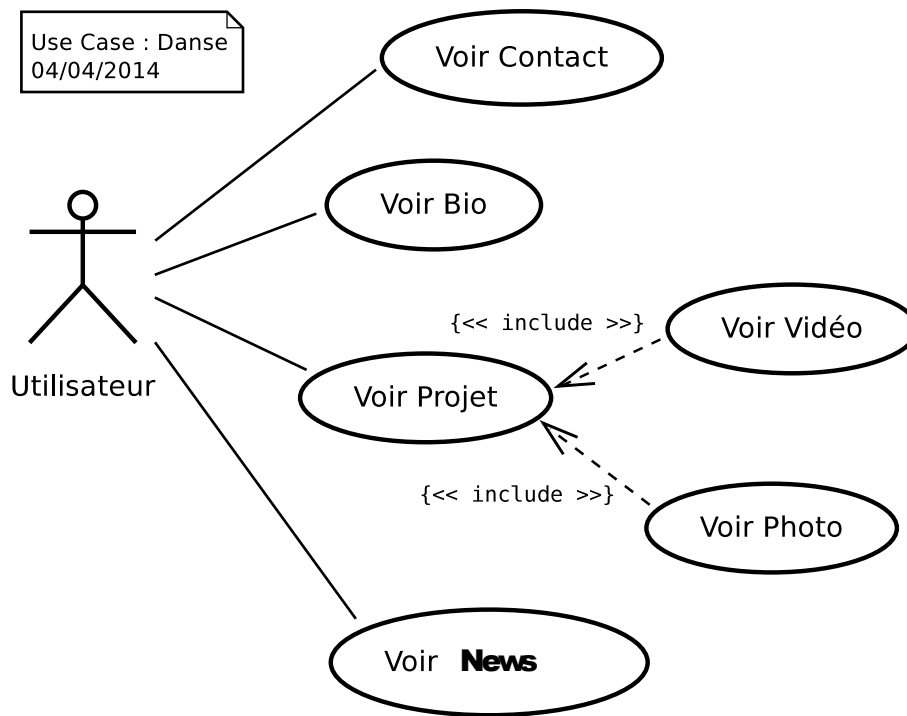 Use Case : Danse
04/04/2014
Voir Contact
Voir Bio
{<< include >>}
Voir Vidéo
Utilisateur
Voir Projet
{<< include >>}
Voir Photo
Voir News